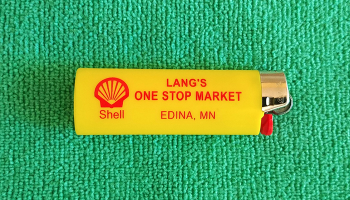 LANG'S
ONE STOP MARKET
Shell
EDINA, MN